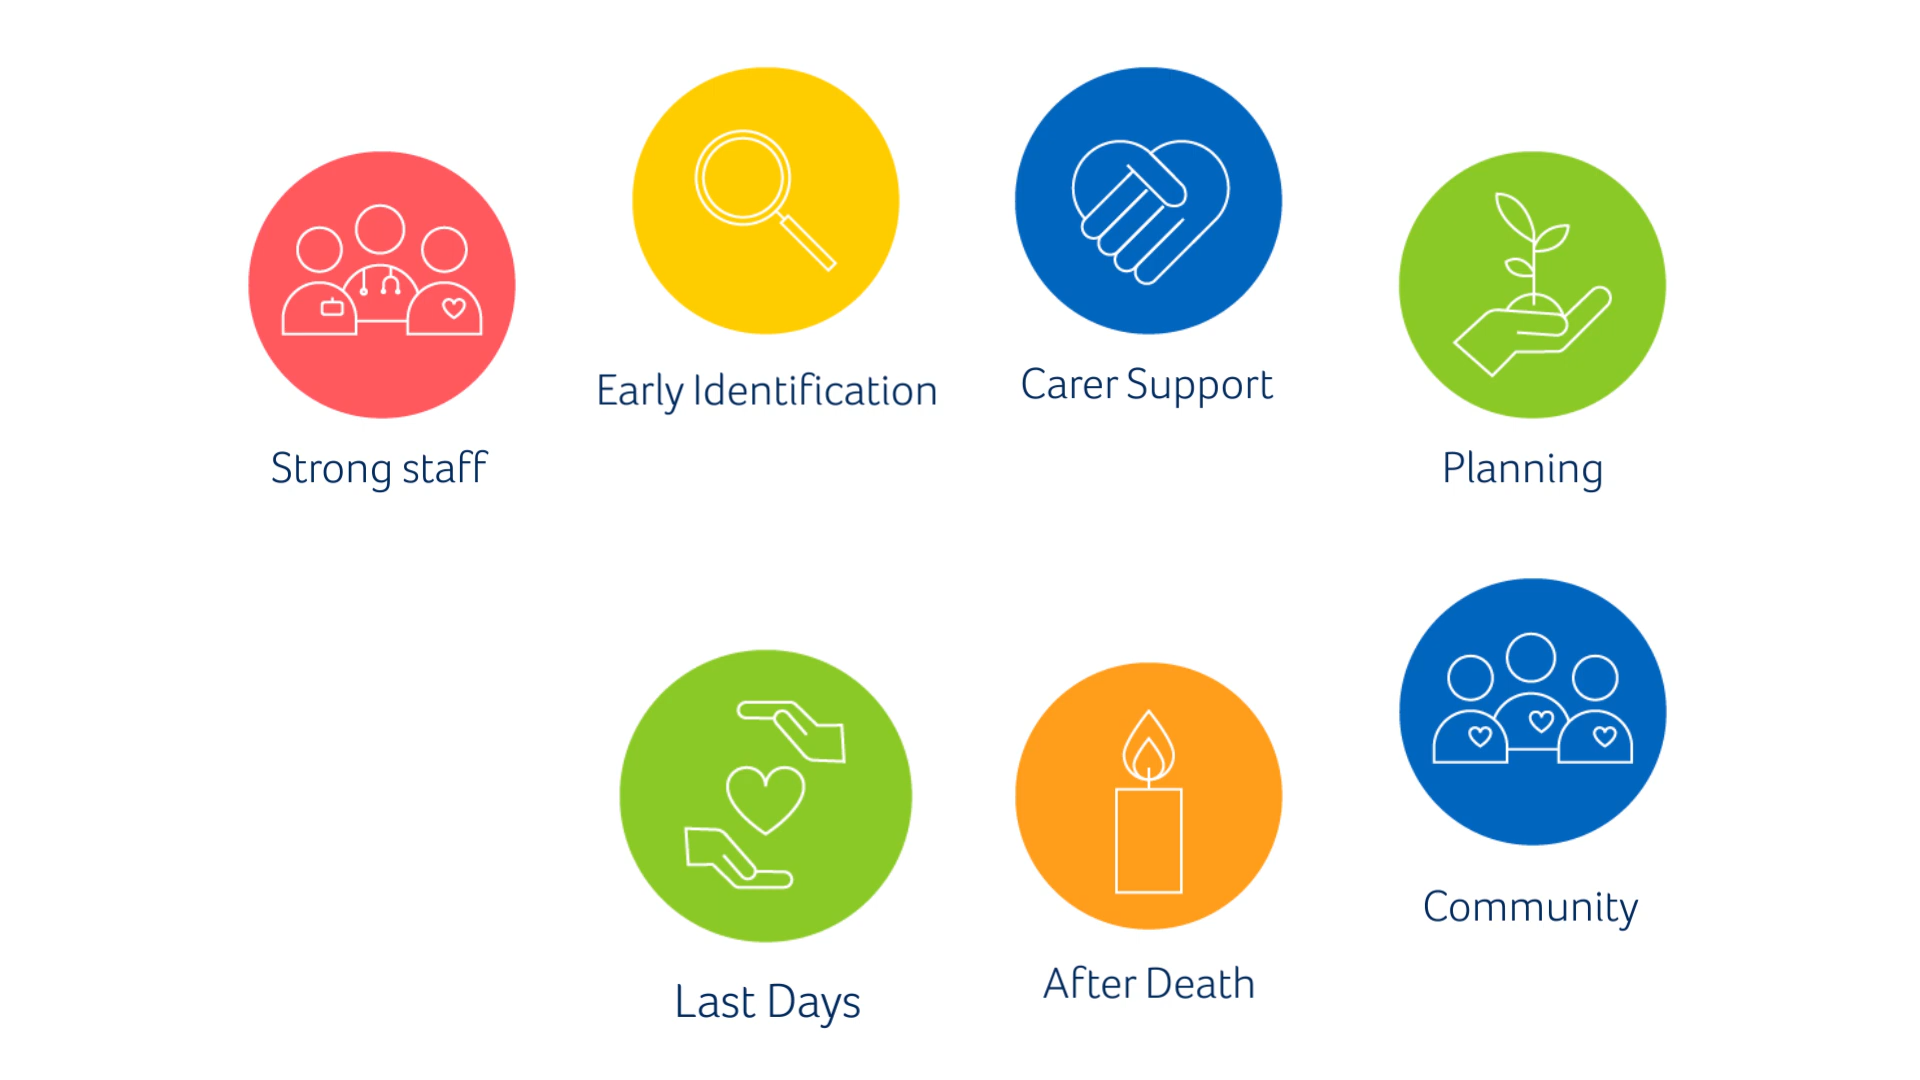 Strong staff
Early Identification
Carer Support
Planning
Last Days
After Death
Community